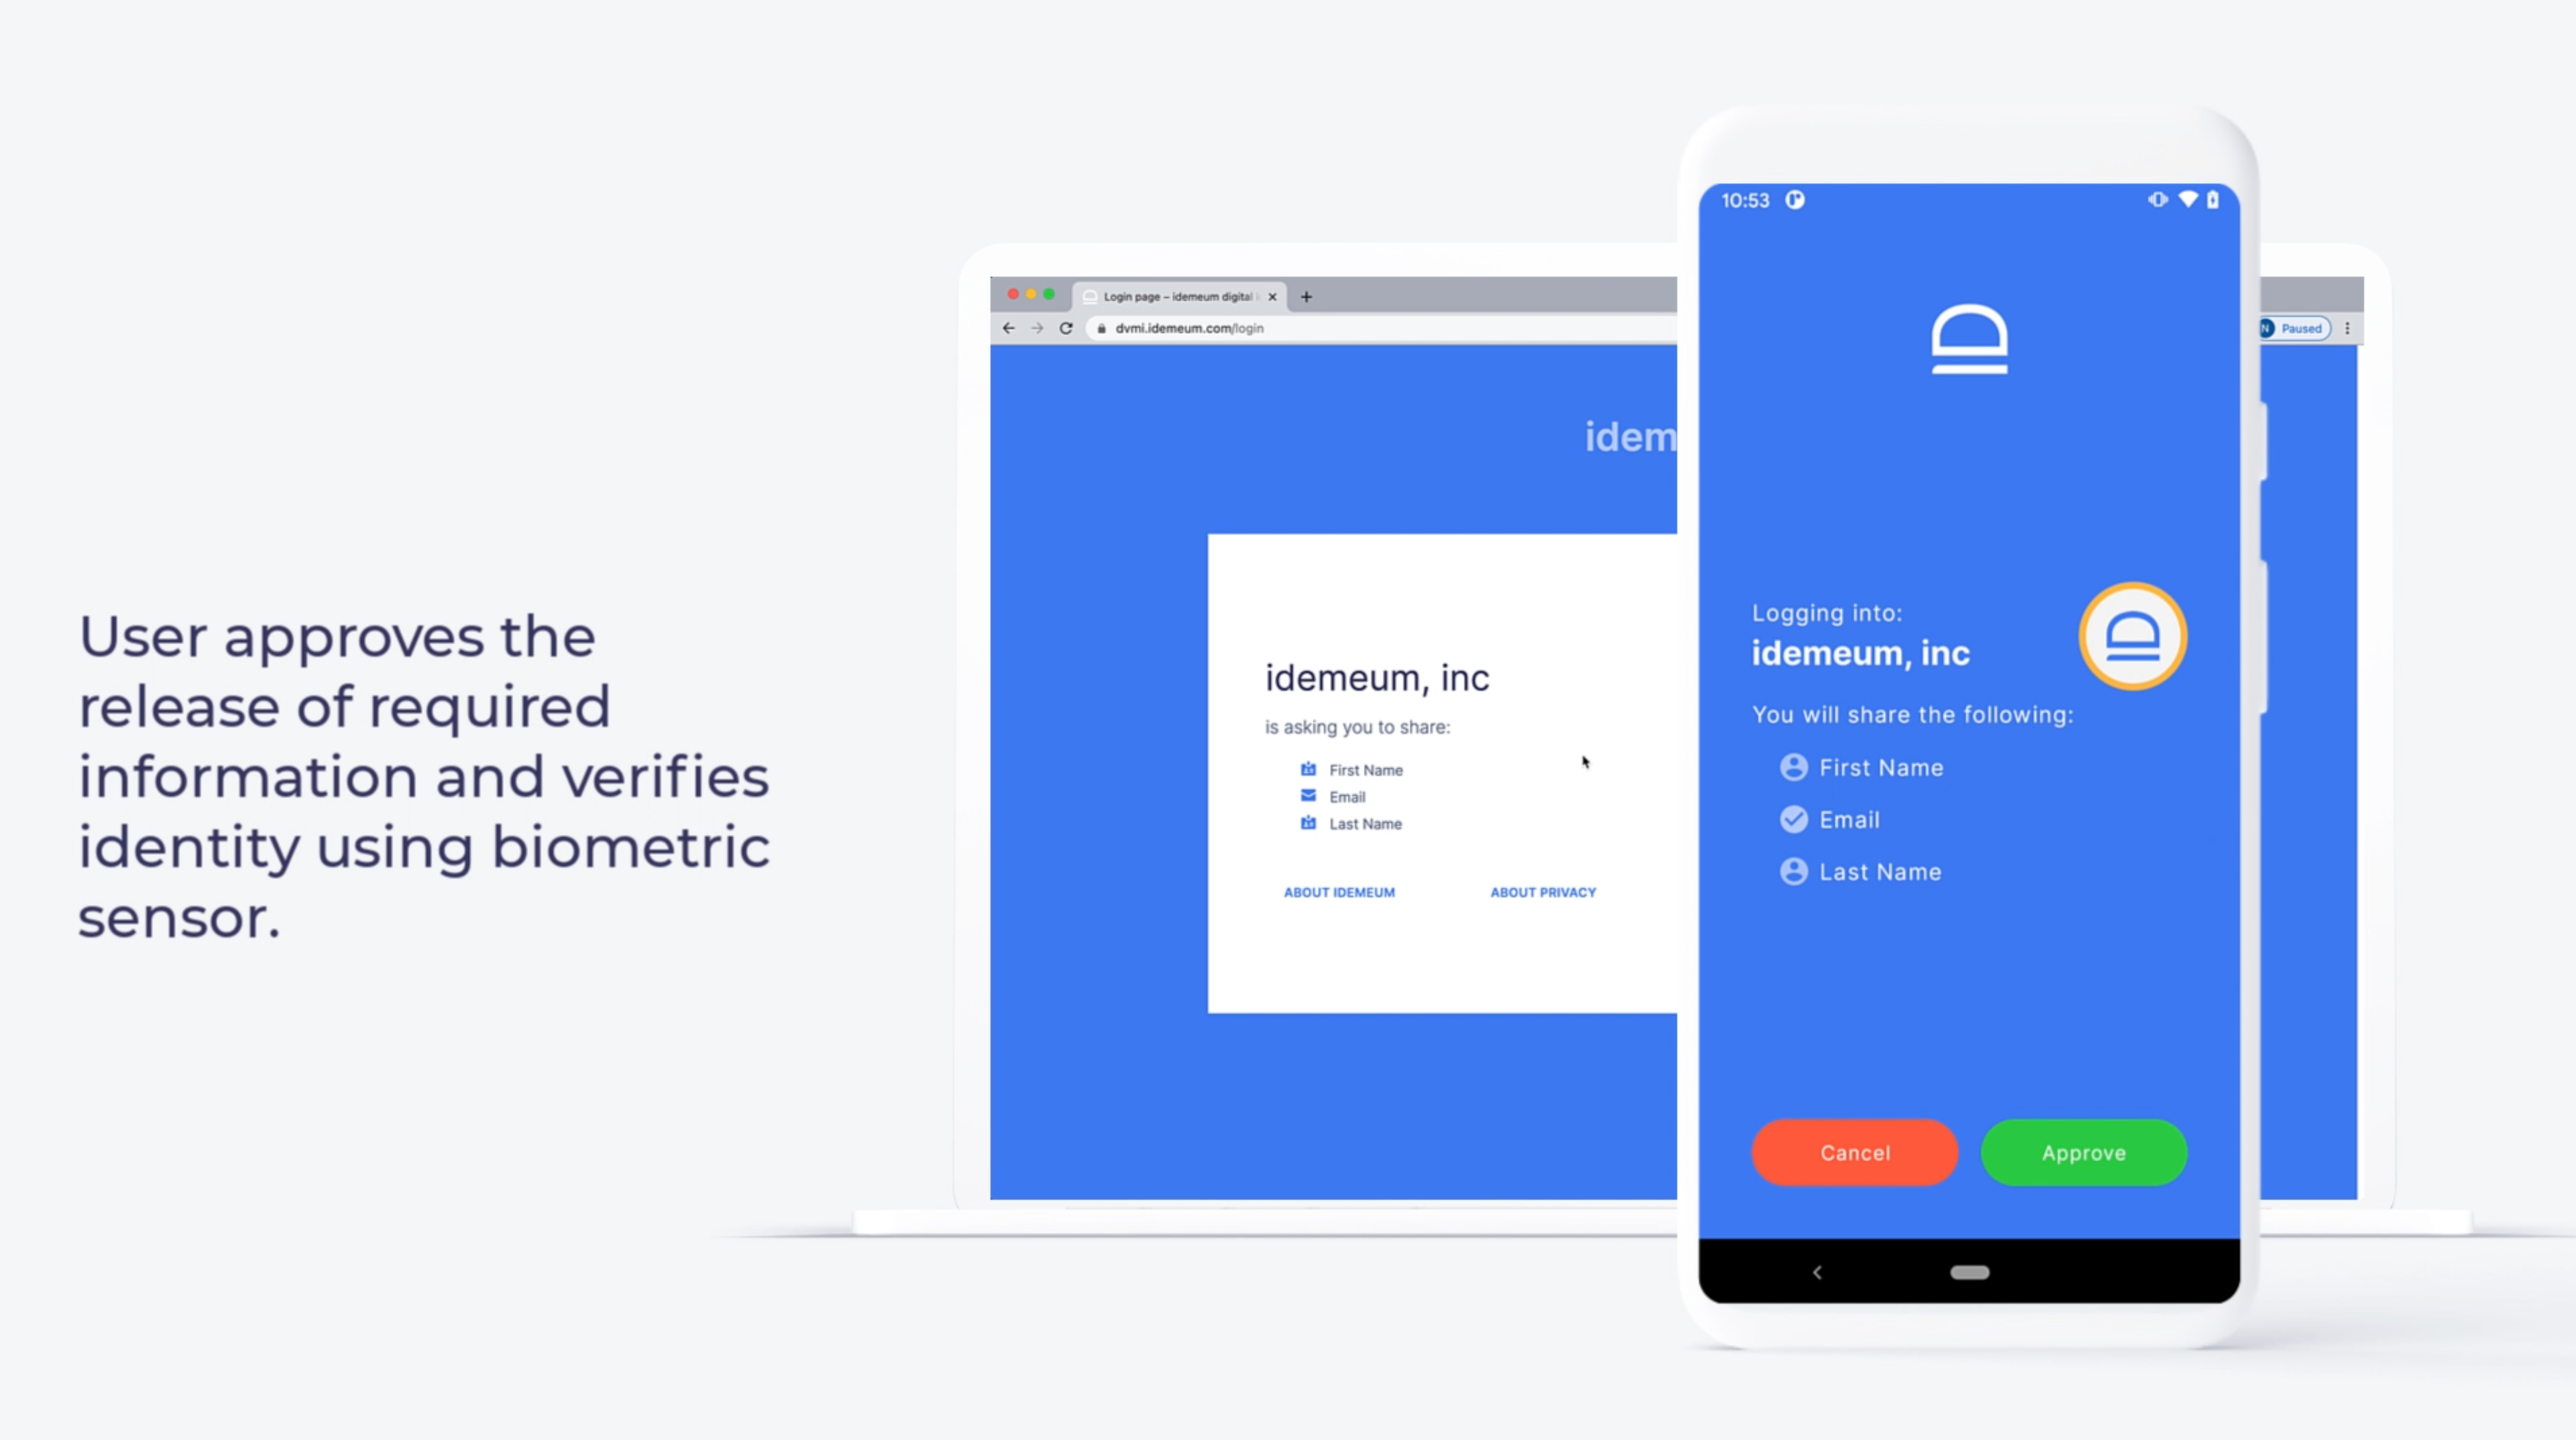 User approves the
release of required
information and verifies
identity using biometric
sensor.
Login page – idemeum digital
dvmi.idemeum.com/login
N Paused
idem
idemeum, inc
is asking you to share:
First Name
Email
Last Name
ABOUT IDEMEUM ABOUT PRIVACY
10:53
Logging into:
idemeum, inc
You will share the following:
First Name
Email
Last Name
Cancel Approve